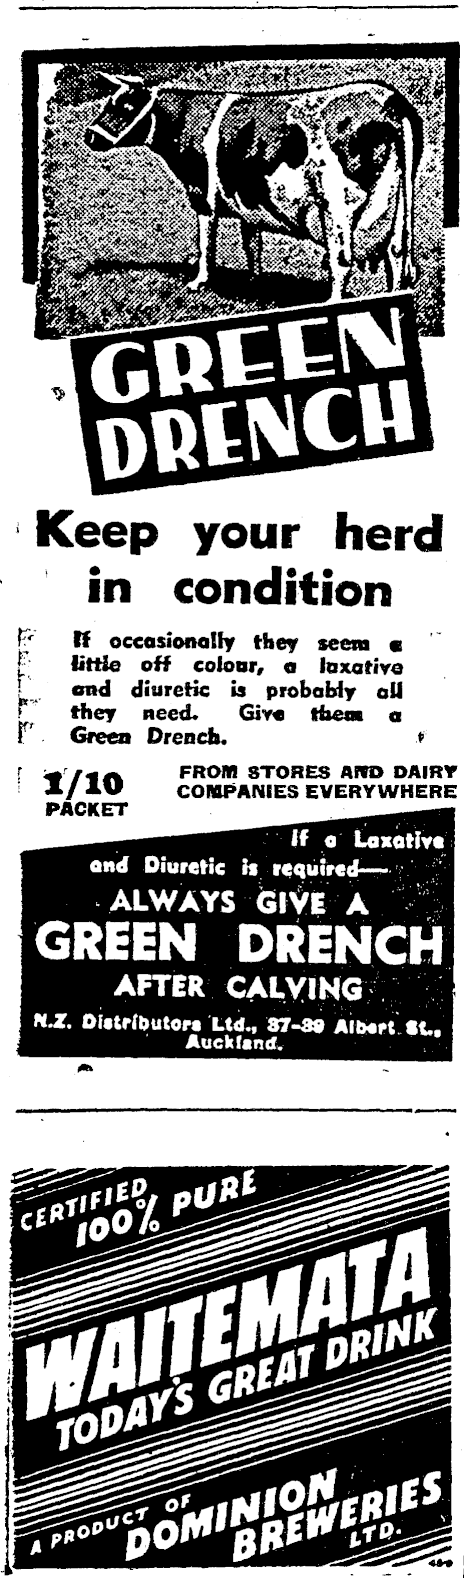 GREEN
DRENCH
Keep your herd
in condition
If occasionally they seem a
little off colour, a laxative
and diuretic is probably all
they need. Give them a
Green Drench.
1/10
PACKET
FROM STORES AND DAIRY
COMPANIES EVERYWHERE
If a Laxative
and Diuretic is required—
ALWAYS GIVE A
GREEN DRENCH
AFTER CALVING
N.Z. Distributors Ltd., 37-39 Albert St.,
Auckland.
CERTIFIED
100% PURE
WAITEMATA
TODAY'S GREAT DRINK
A PRODUCT OF
DOMINION
BREWERIES
LTD.